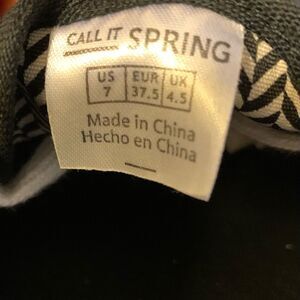 CALL IT SPRING
US EUR UK
7 37.5 4.5
Made in China
Hecho en China